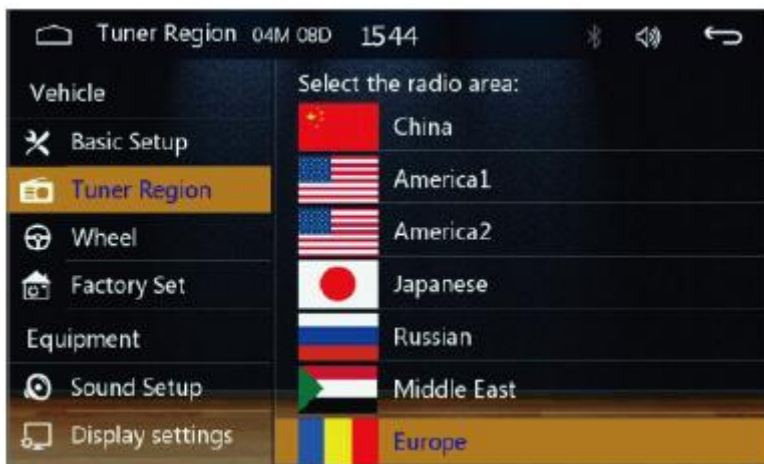 Tuner Region 04M 08D 1544
Vehicle
Basic Setup
Tuner Region
Wheel
Factory Set
Equipment
Sound Setup
Display settings
Select the radio area:
China
America1
America2
Japanese
Russian
Middle East
Europe